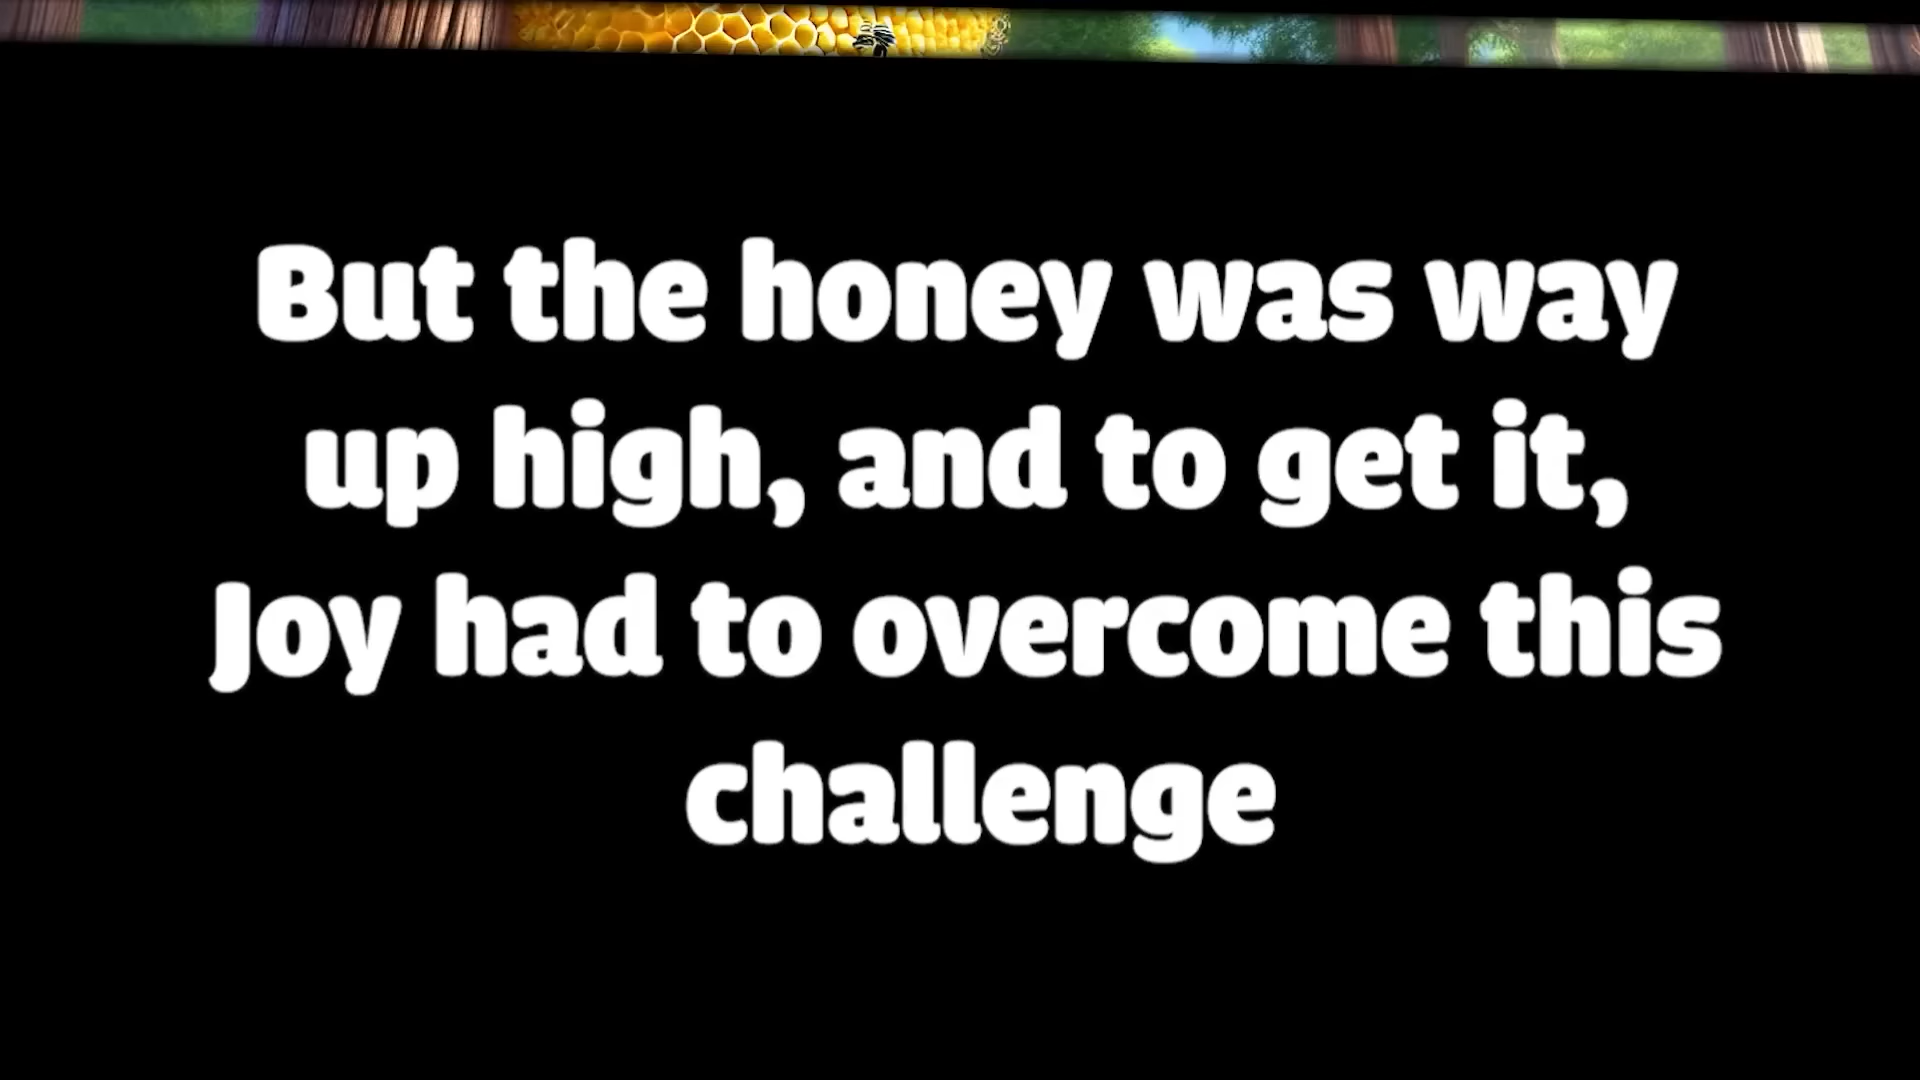 But the honey was way
up high, and to get it,
Joy had to overcome this
challenge